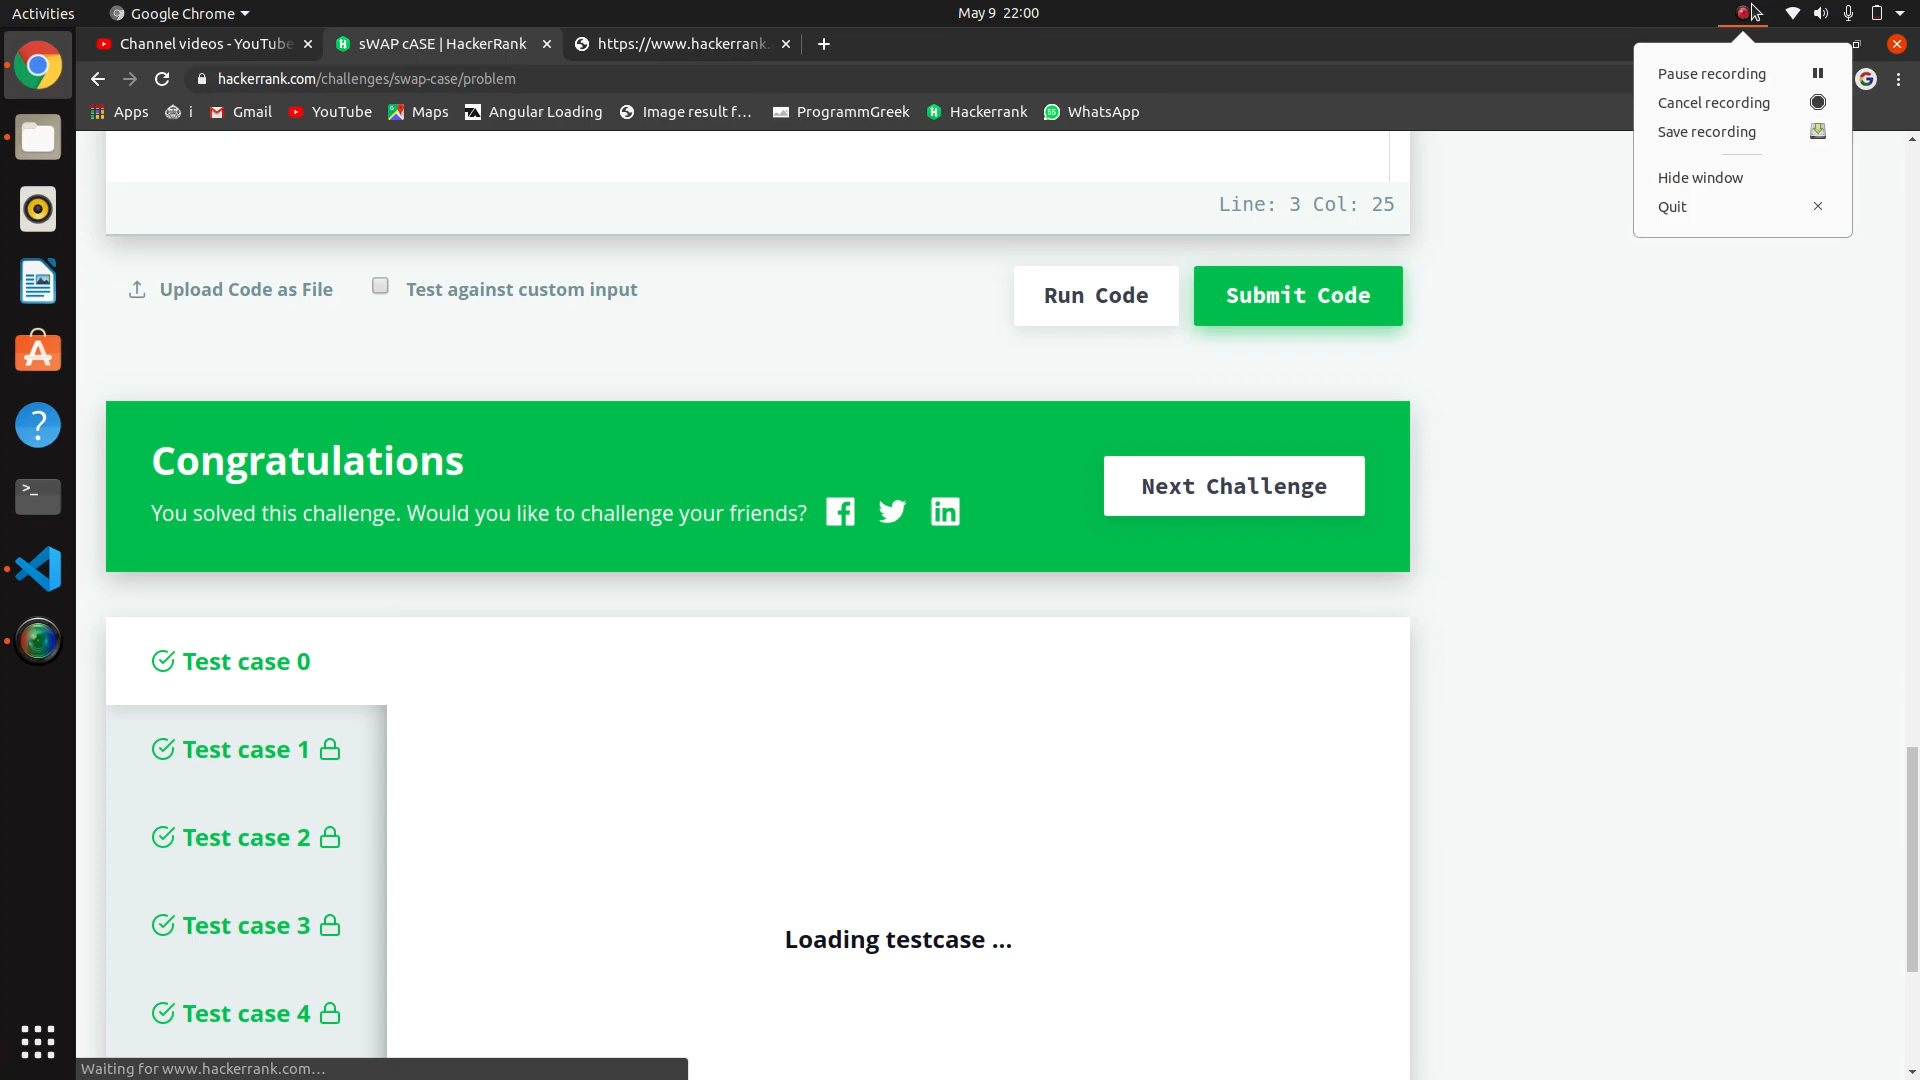 Activities
Google Chrome
May 9 22:00
Channel videos - YouTube
sWAP cASE | HackerRank
https://www.hackerrank.
hackerrank.com/challenges/swap-case/problem
Apps
i
Gmail
YouTube
Maps
Angular Loading
Image result f...
ProgrammGreek
Hackerrank
WhatsApp
Pause recording
Cancel recording
Save recording
Hide window
Quit
Line: 3 Col: 25
Upload Code as File
Test against custom input
Run Code
Submit Code
Congratulations
You solved this challenge. Would you like to challenge your friends?
Next Challenge
Test case 0
Test case 1
Test case 2
Test case 3
Test case 4
Loading testcase ...
Waiting for www.hackerrank.com...